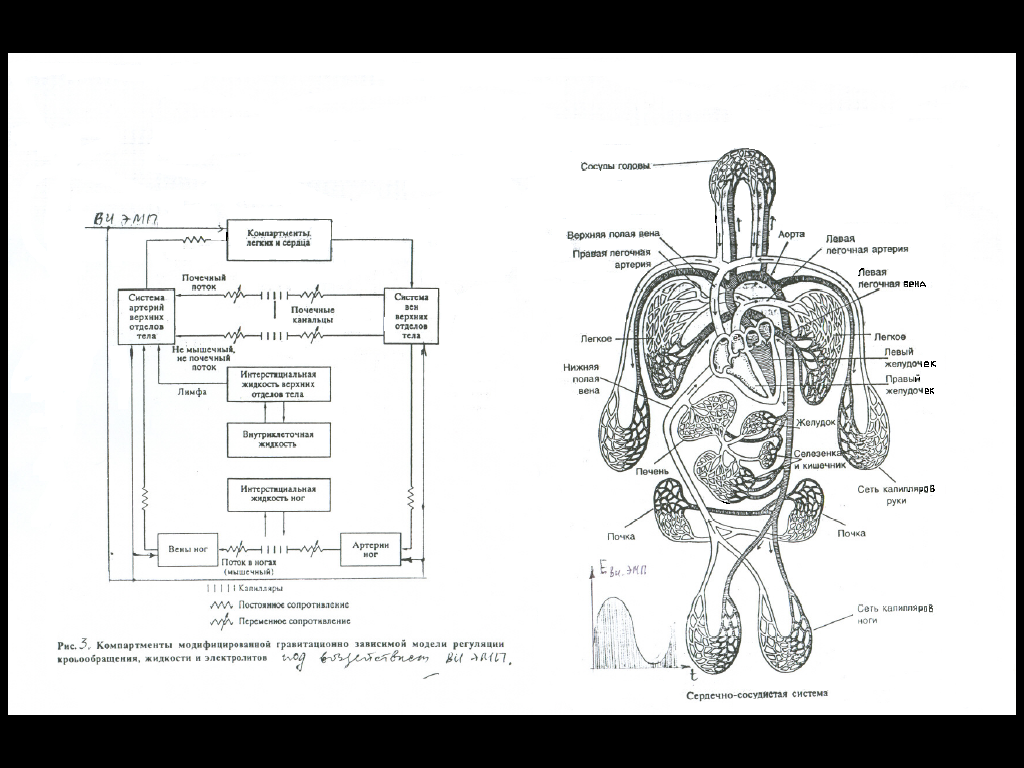 ВИ ЭМП
Компартменты
легких и сердца
Почечный
поток
Система
артерий
верхних
отделов
тела
Почечные
канальцы
Система
вен
верхних
отделов
тела
Не мышечный,
не почечный
поток
Лимфа
Интерстициальная
жидкость верхних
отделов тела
Внутриклеточная
жидкость
Интерстициальная
жидкость ног
Вены ног
Артерии
ног
Поток в ногах
(мышечный)
Капилляры
Постоянное сопротивление
Переменное сопротивление
Рис. 3. Компартменты модифицированной гравитационно зависимой модели регуляции
кровообращения, жидкости и электролитов под воздействием ВИ ЭМП.
Сосуды головы
Верхняя полая вена
Правая легочная
артерия
Аорта
Левая
легочная артерия
Левая
легочная вена
Легкое
Легкое
Левый
желудочек
Правый
желудочек
Нижняя
полая
вена
Желудок
Селезенка
и кишечник
Печень
Сеть капилляров
руки
Почка
Почка
E ВИ. ЭМП
t
Сеть капилляров
ноги
Сердечно-сосудистая система